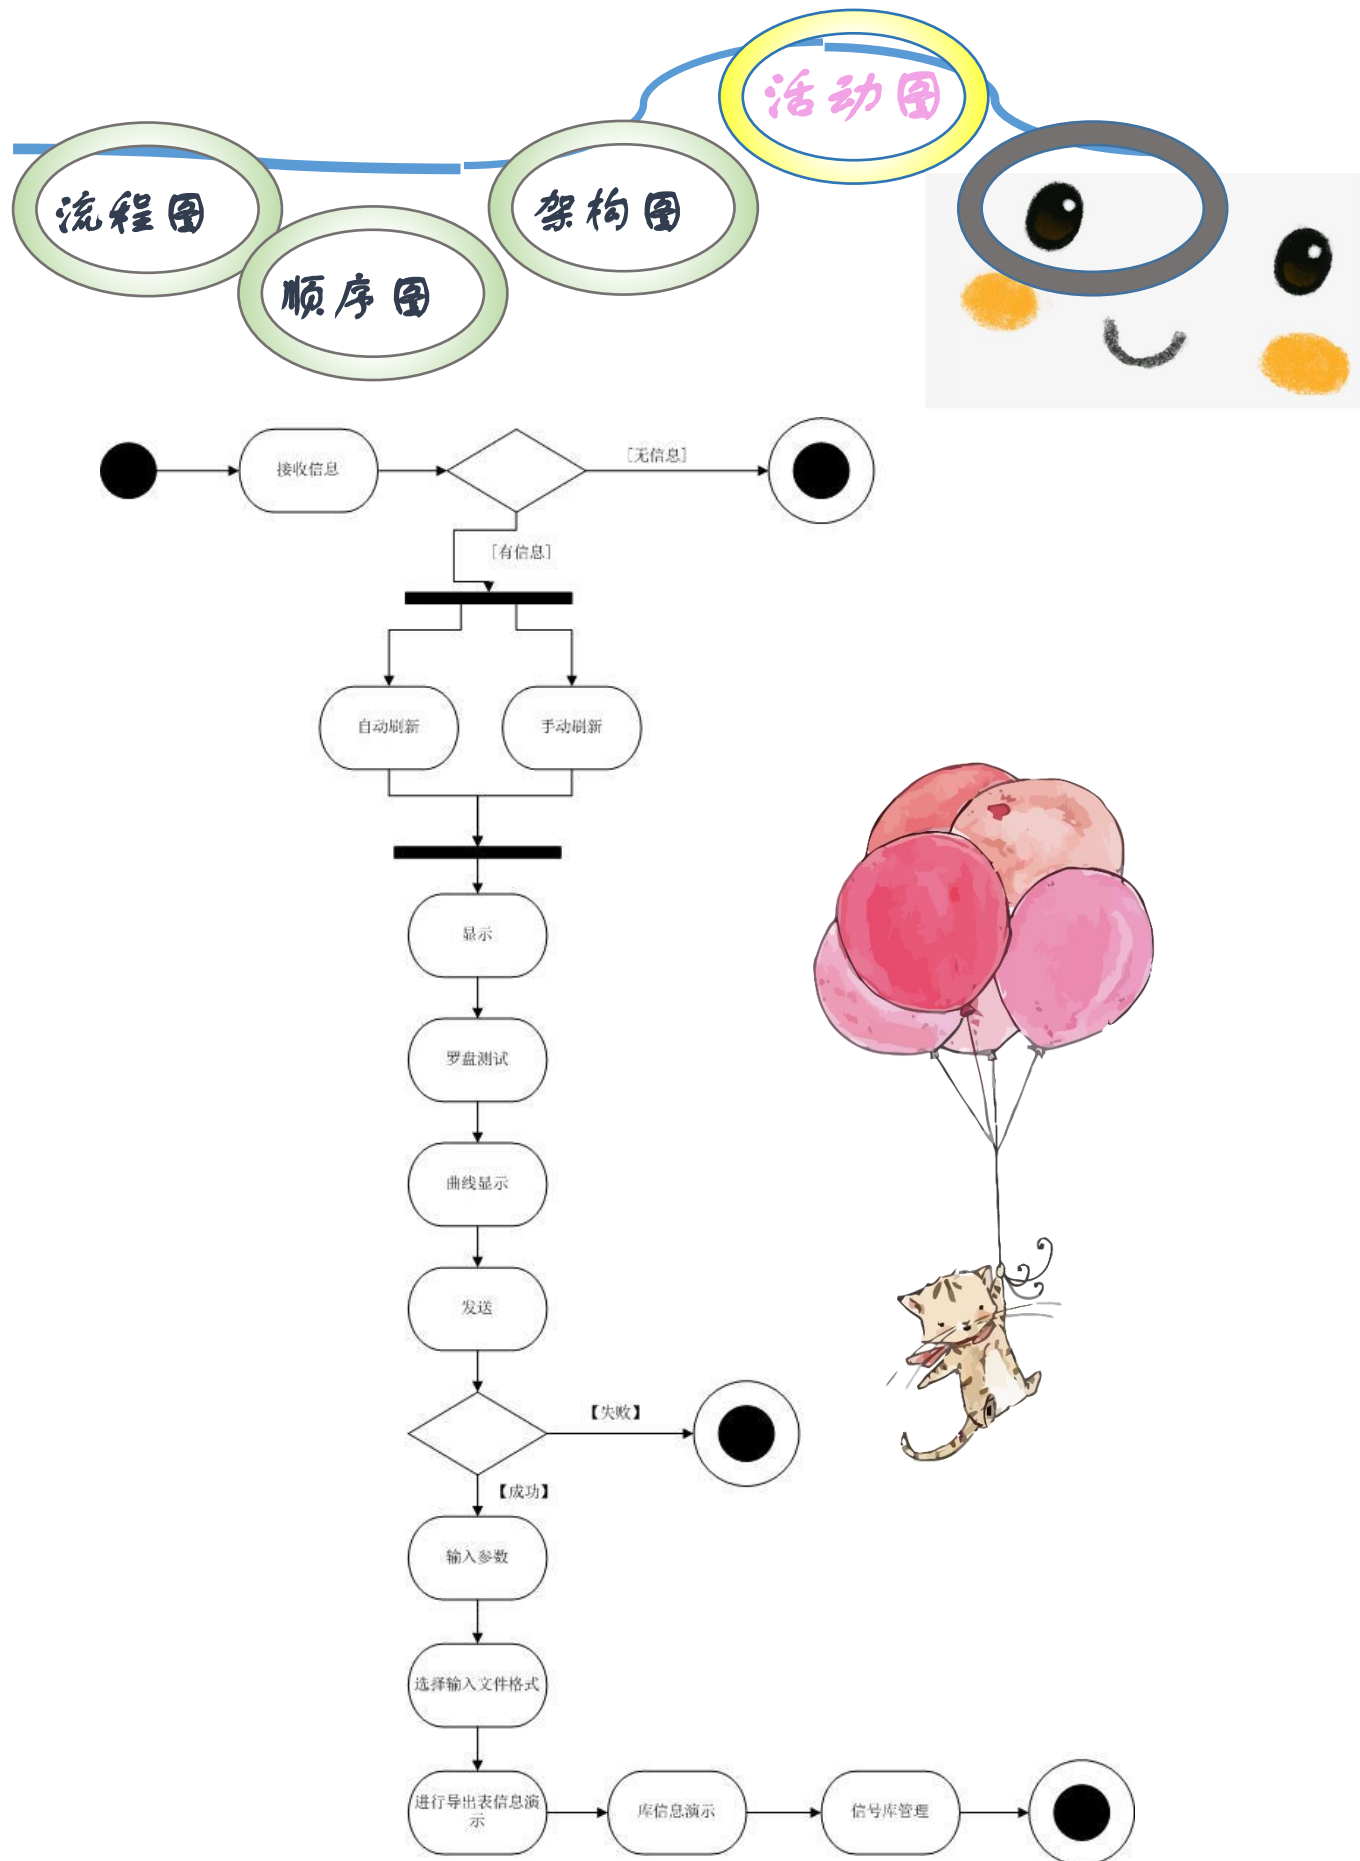 活动图
流程图
架构图
顺序图
接收信息
[无信息]
[有信息]
自动刷新
手动刷新
显示
罗盘测试
曲线显示
发送
【失败】
【成功】
输入参数
选择输入文件格式
进行导出表信息演
示
库信息演示
信号库管理